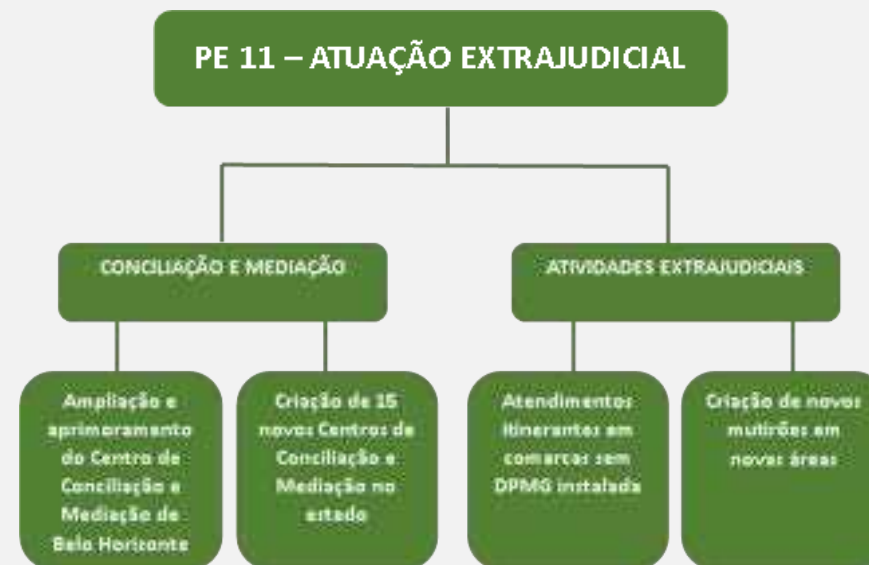 PE 11 – ATUAÇÃO EXTRAJUDICIAL
CONCILIAÇÃO E MEDIAÇÃO
ATIVIDADES EXTRAJUDICIAIS
Ampliação e
aprimoramento
do Centro de
Conciliação e
Mediação de
Belo Horizonte
Criação de 15
novos Centros de
Conciliação e
Mediação no
estado
Atendimentos
itinerantes em
comarcas sem
DPMG instalada
Criação de novos
mutirões em
novas áreas